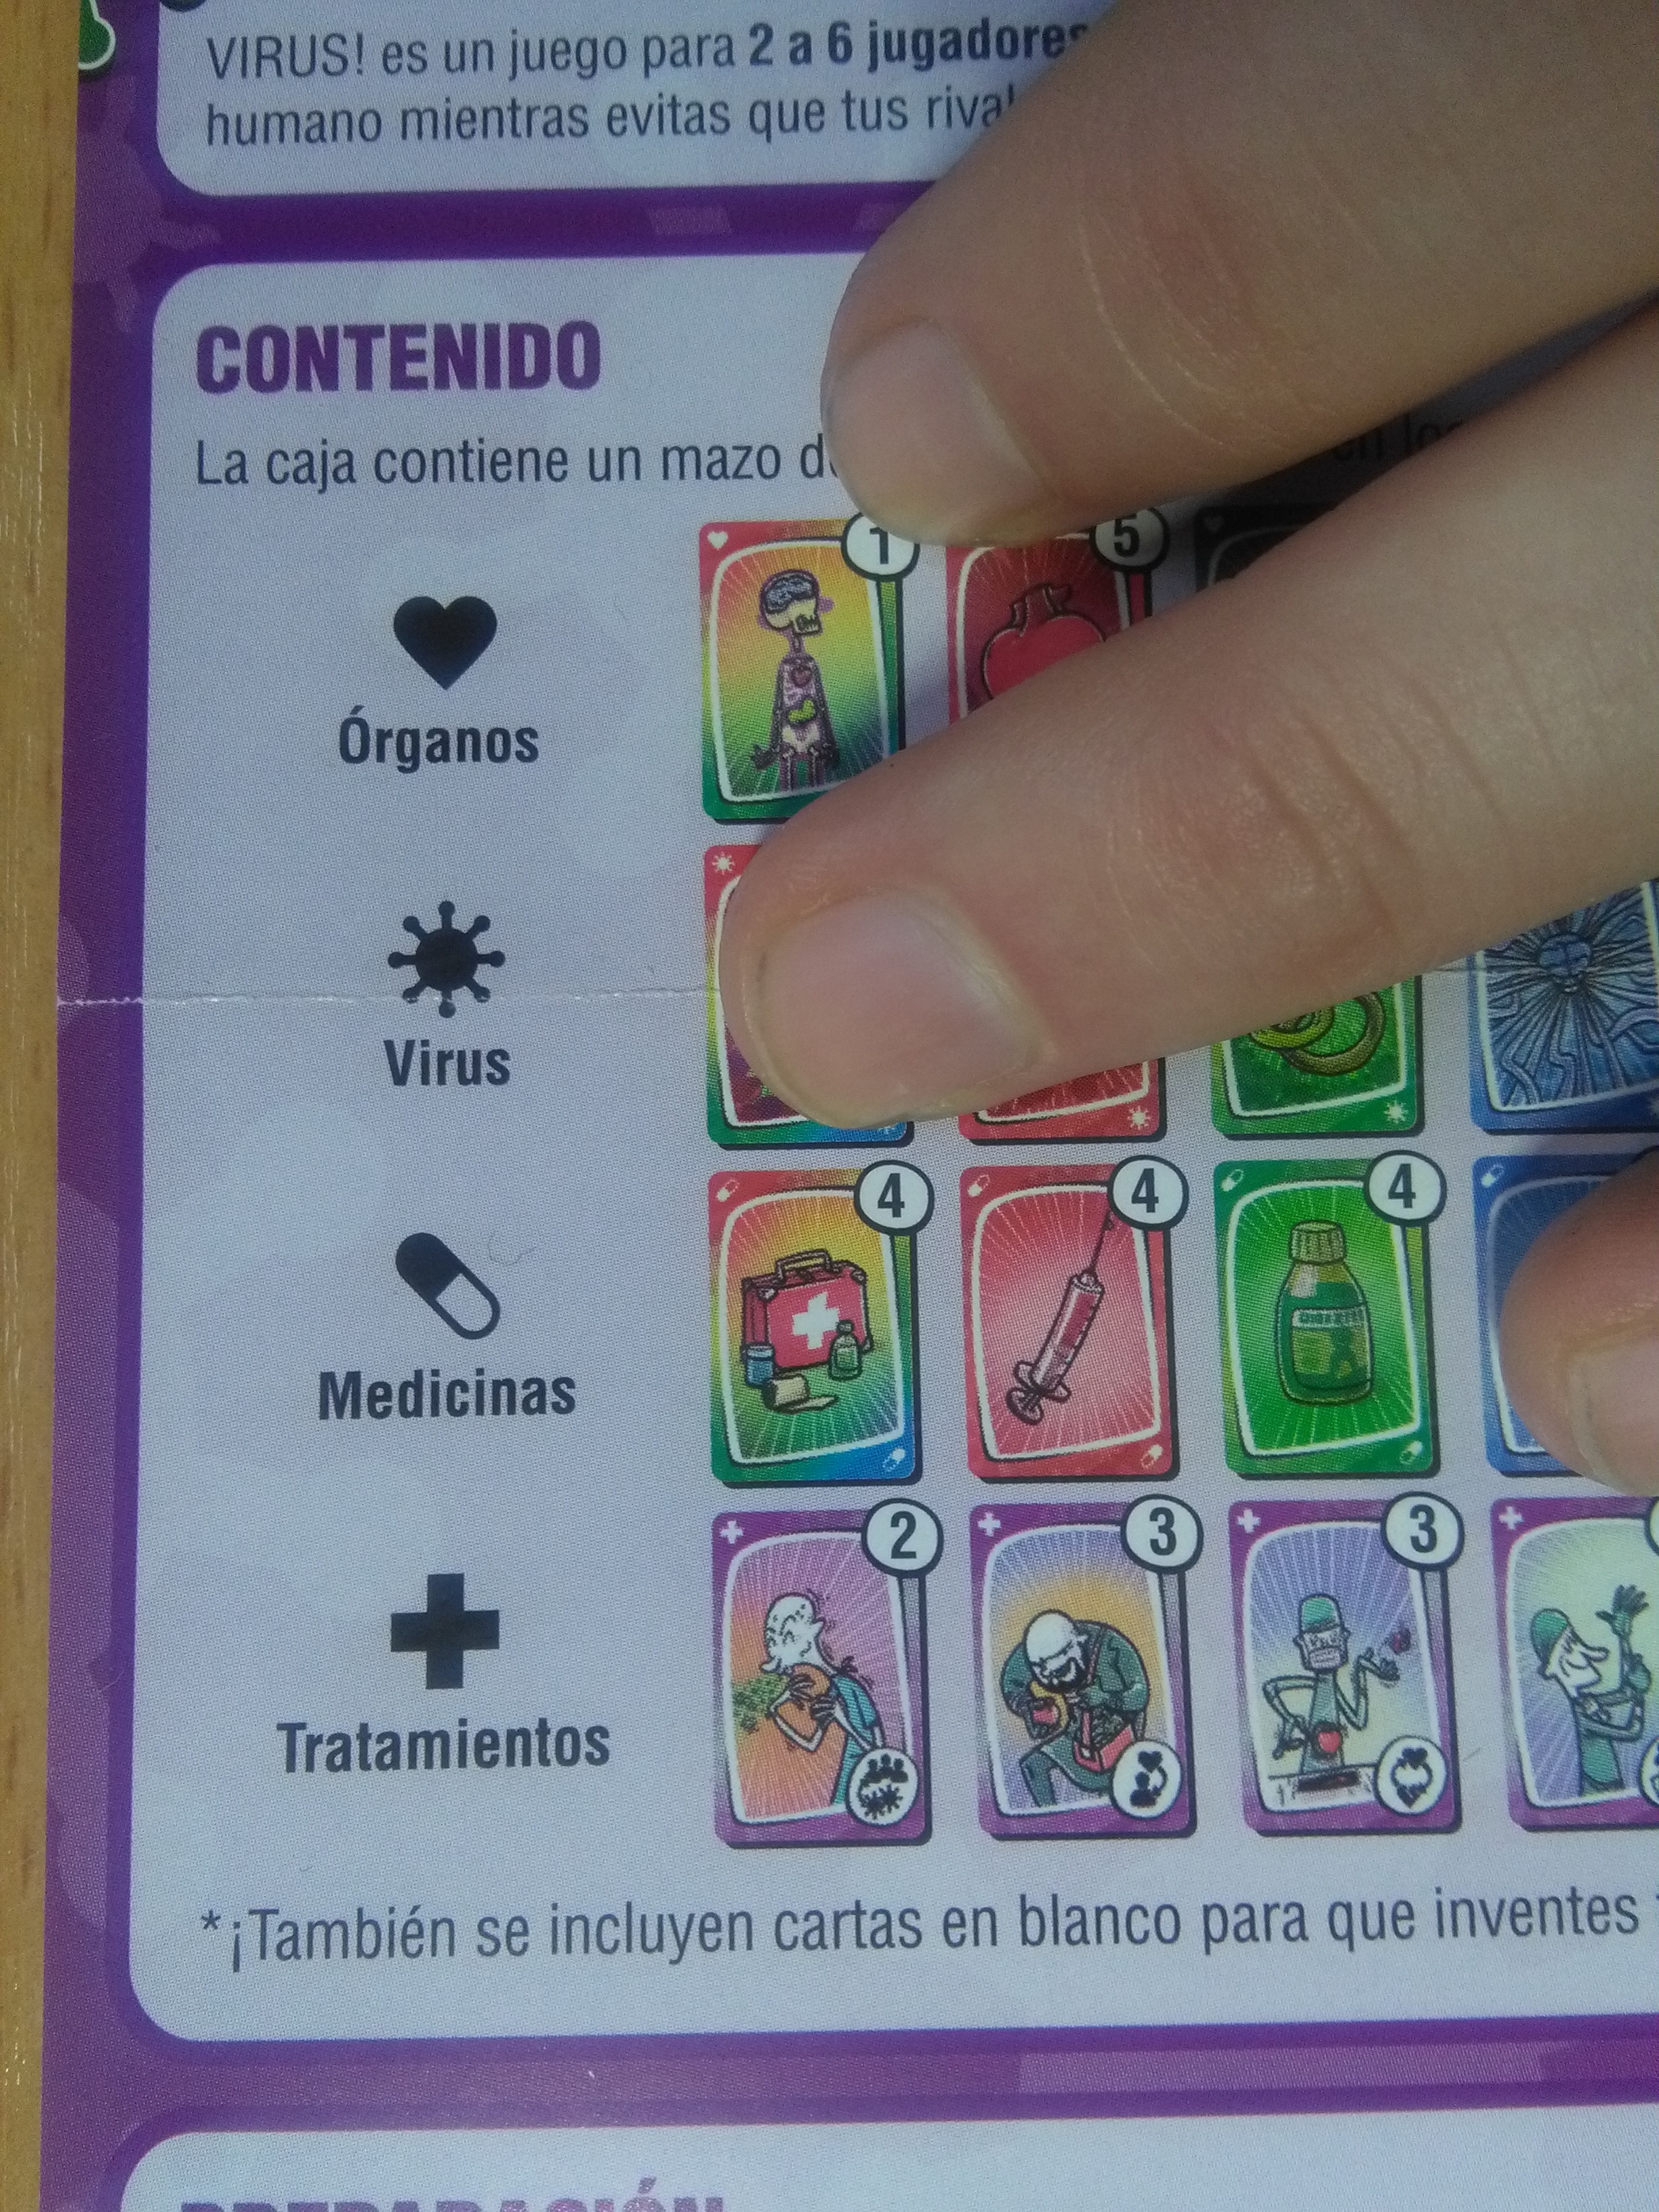 VIRUS! es un juego para 2 a 6 jugadores
humano mientras evitas que tus
CONTENIDO
La caja contiene un mazo
1 5
Órganos
Virus
4 4 4
Medicinas
2 3 3
Tratamientos
*¡También se incluyen cartas en blanco para que inventes
PREPARACIÓN